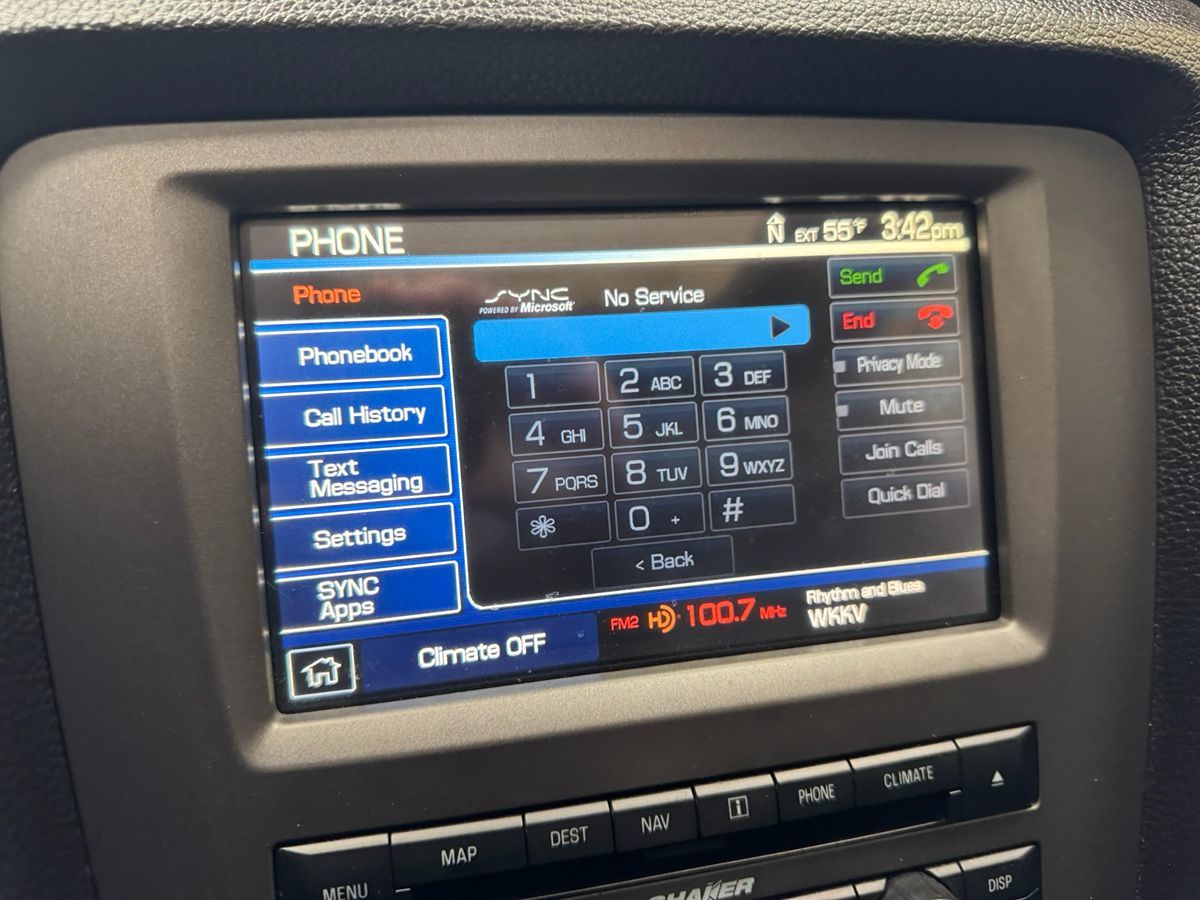 PHONE
N EXT 55°F 3:42pm
Phone
SYNC
POWERED BY Microsoft
No Service
Send
End
Phonebook
Call History
Text
Messaging
Settings
SYNC
Apps
1
2 ABC
3 DEF
4 GHI
5 JKL
6 MNO
7 PQRS
8 TUV
9 WXYZ
0 +
#
< Back
Privacy Mode
Mute
Join Calls
Quick Dial
Climate OFF
FM2 HD 100.7 MHz
Rhythm and Blues
WKKV
MENU
MAP
DEST
NAV
i
PHONE
CLIMATE
SHAKER
DISP